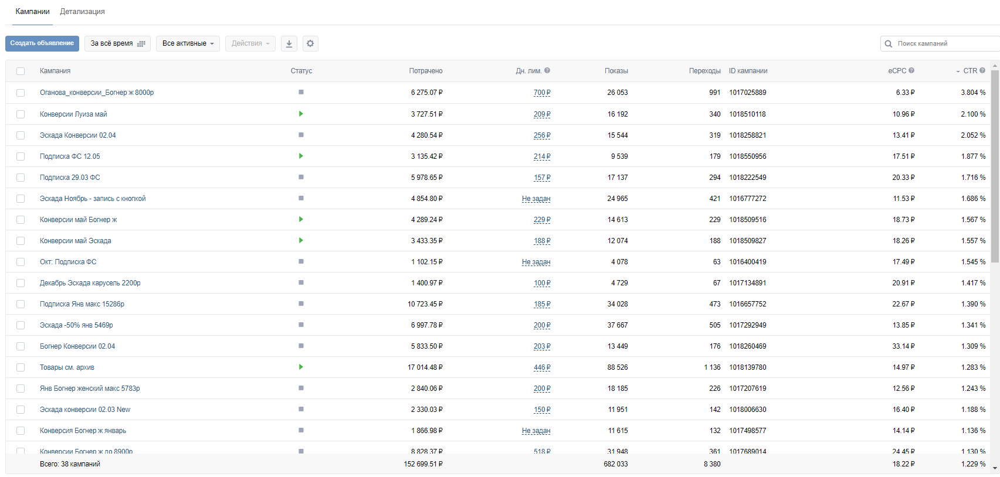 Кампании Детализация
Создать объявление За всё время Все активные Действия Поиск кампаний
Кампания Статус Потрачено Дн. лим. Показы Переходы ID кампании eCPC CTR
Оганова_конверсии_Богнер ж 8000р 6 275.07 ₽ 700 ₽ 26 053 991 1017025889 6.33 ₽ 3.804 %
Конверсии Луиза май 3 727.51 ₽ 209 ₽ 16 192 340 1018510118 10.96 ₽ 2.100 %
Эскада Конверсии 02.04 4 280.54 ₽ 256 ₽ 15 544 319 1018258821 13.41 ₽ 2.052 %
Подписка ФС 12.05 3 135.42 ₽ 214 ₽ 9 539 179 1018550956 17.51 ₽ 1.877 %
Подписка 29.03 ФС 5 978.65 ₽ 157 ₽ 17 137 294 1018222549 20.33 ₽ 1.716 %
Эскада Ноябрь - запись с кнопкой 4 854.80 ₽ Не задан 24 965 421 1016777272 11.53 ₽ 1.686 %
Конверсии май Богнер ж 4 289.24 ₽ 229 ₽ 14 613 229 1018509516 18.73 ₽ 1.567 %
Конверсии май Эскада 3 433.35 ₽ 188 ₽ 12 074 188 1018509827 18.26 ₽ 1.557 %
Окт: Подписка ФС 1 102.15 ₽ Не задан 4 078 63 1016400419 17.49 ₽ 1.545 %
Декабрь Эскада карусель 2200р 1 400.97 ₽ 100 ₽ 4 729 67 1017134891 20.91 ₽ 1.417 %
Подписка Янв макс 15286р 10 723.45 ₽ 185 ₽ 34 028 473 1016657752 22.67 ₽ 1.390 %
Эскада -50% янв 5469р 6 997.78 ₽ 200 ₽ 37 667 505 1017292949 13.85 ₽ 1.341 %
Богнер Конверсии 02.04 5 833.50 ₽ 203 ₽ 13 449 176 1018260469 33.14 ₽ 1.309 %
Товары см. архив 17 014.48 ₽ 446 ₽ 88 526 1 136 1018139780 14.97 ₽ 1.283 %
Янв Богнер женский макс 5783р 2 840.06 ₽ 200 ₽ 18 185 226 1017207619 12.56 ₽ 1.243 %
Эскада конверсии 02.03 New 2 330.03 ₽ 150 ₽ 11 951 142 1018006630 16.40 ₽ 1.188 %
Конверсия Богнер ж январь 1 866.98 ₽ Не задан 11 615 132 1017498577 14.14 ₽ 1.136 %
Конверсии Богнер ж до 8900р 8 828.37 ₽ 518 ₽ 31 948 361 1017689014 24.45 ₽ 1.130 %
Всего: 38 кампаний 152 699.51 ₽ 682 033 8 380 18.22 ₽ 1.229 %